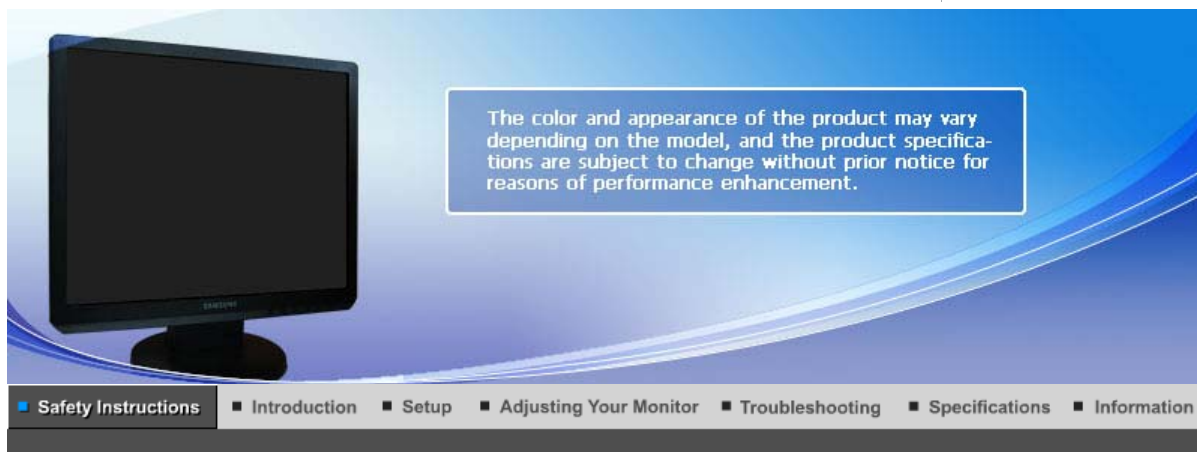 The color and appearance of the product may vary
depending on the model, and the product specifica-
tions are subject to change without prior notice for
reasons of performance enhancement.
SAMSUNG
Safety Instructions Introduction Setup Adjusting Your Monitor Troubleshooting Specifications Information